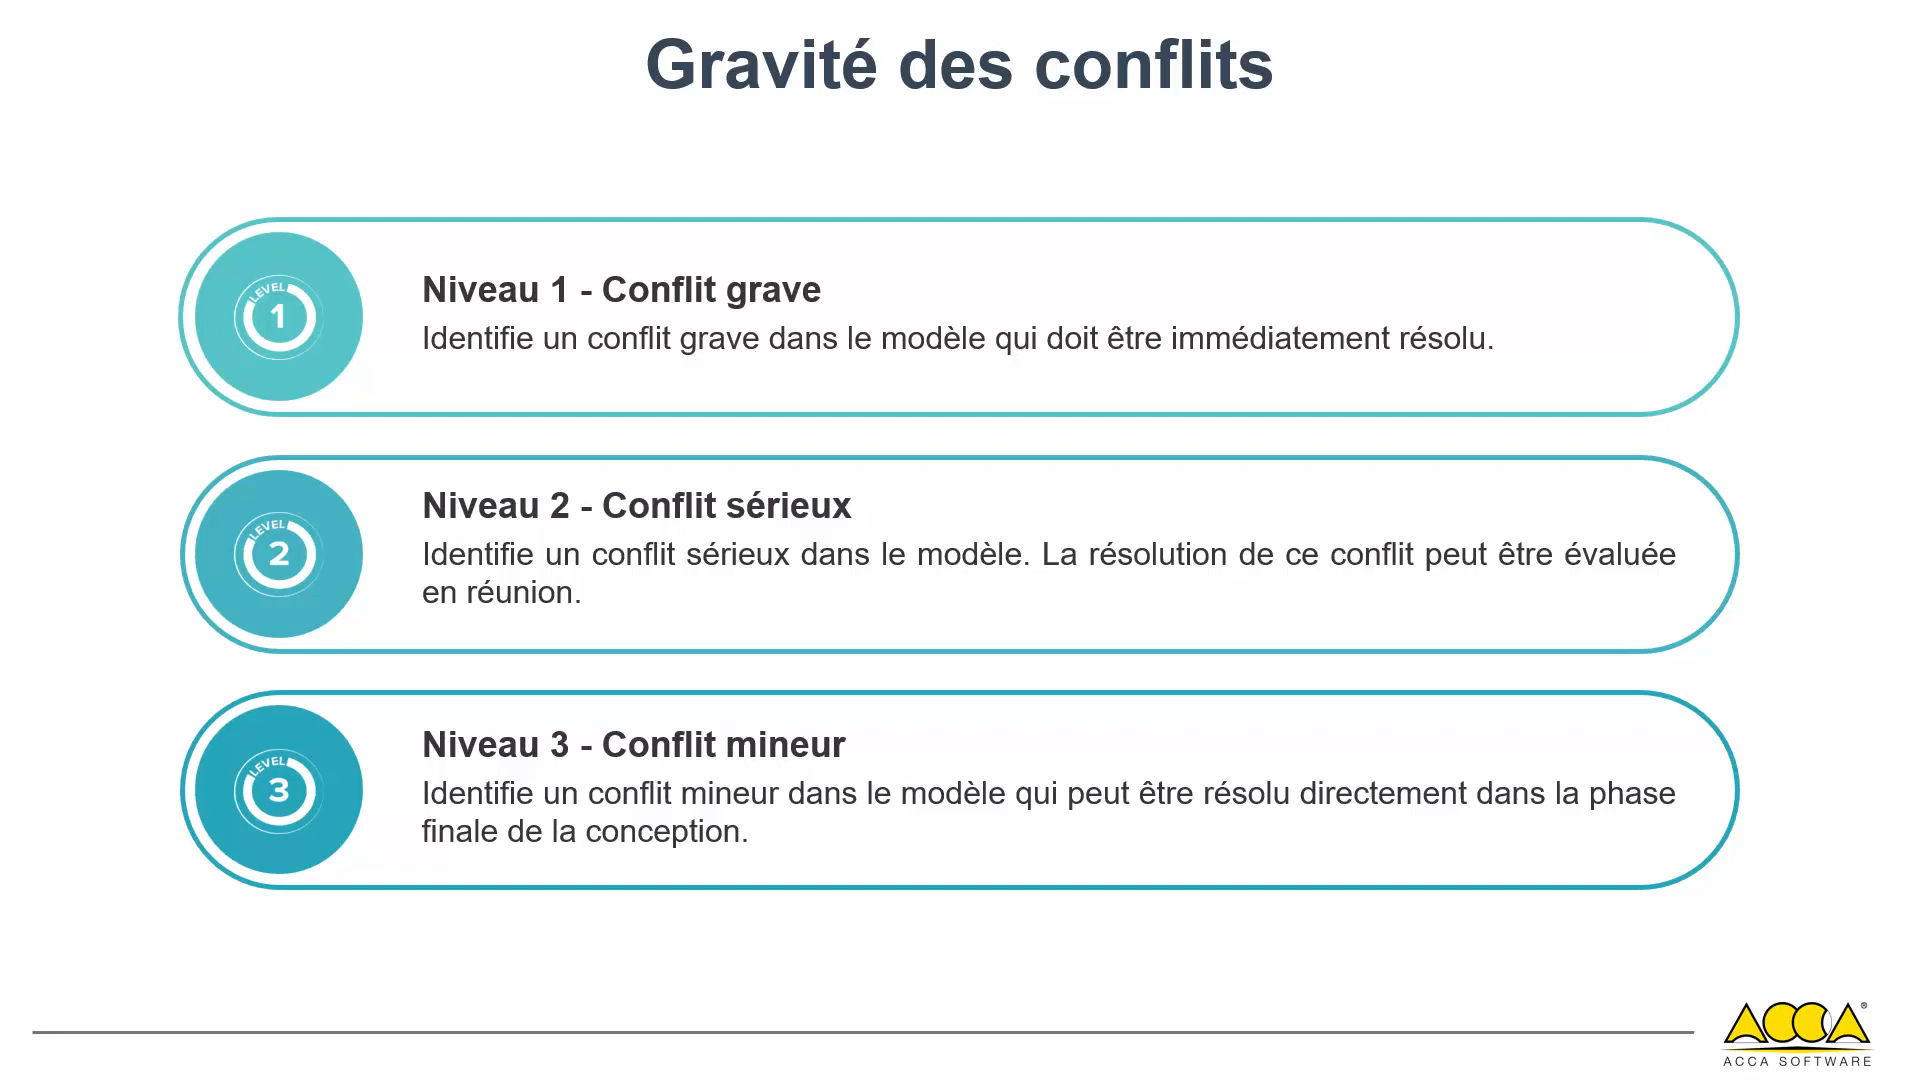 Gravité des conflits
LEVEL
1
Niveau 1 - Conflit grave
Identifie un conflit grave dans le modèle qui doit être immédiatement résolu.
LEVEL
2
Niveau 2 - Conflit sérieux
Identifie un conflit sérieux dans le modèle. La résolution de ce conflit peut être évaluée
en réunion.
LEVEL
3
Niveau 3 - Conflit mineur
Identifie un conflit mineur dans le modèle qui peut être résolu directement dans la phase
finale de la conception.
ACCA®
ACCA SOFTWARE